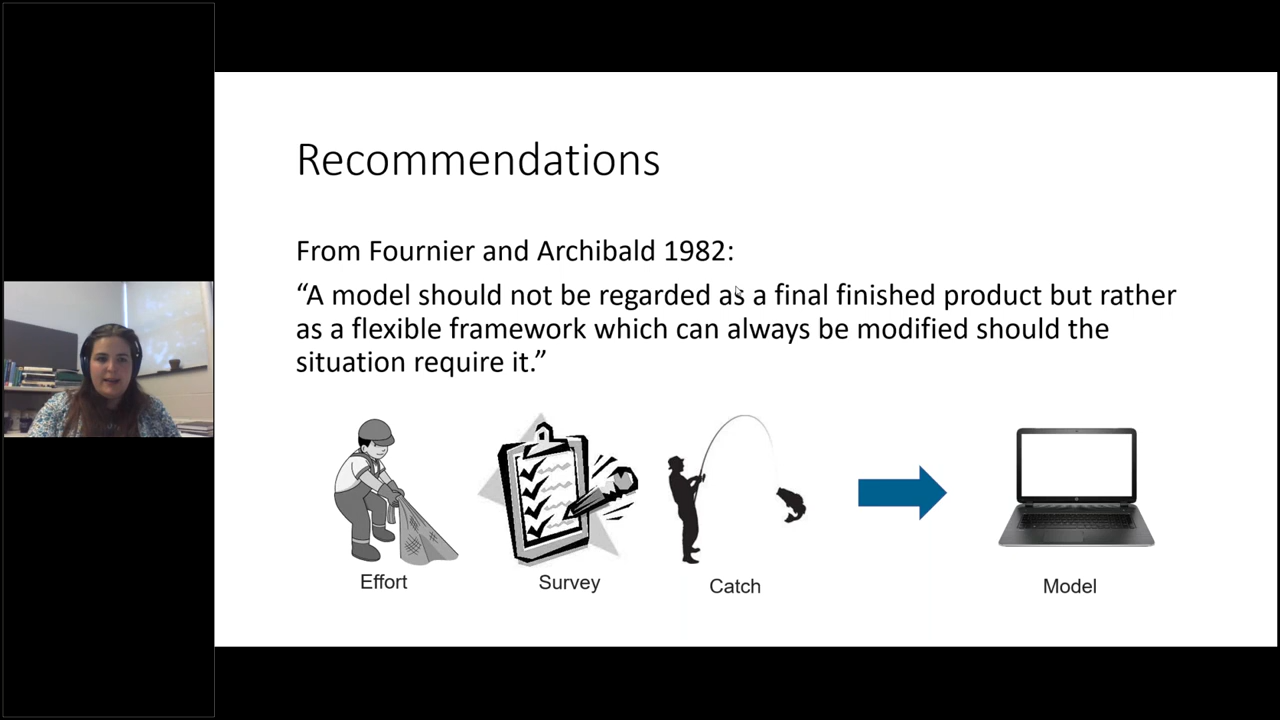 Recommendations
From Fournier and Archibald 1982:
“A model should not be regarded as a final finished product but rather
as a flexible framework which can always be modified should the
situation require it.”
Effort
Survey
Catch
Model